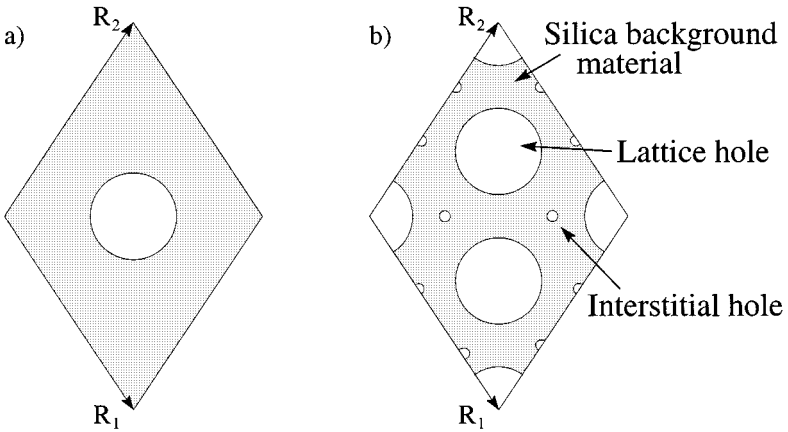 a)
R2
R1
b)
R2
Silica background
material
Lattice hole
Interstitial hole
R1